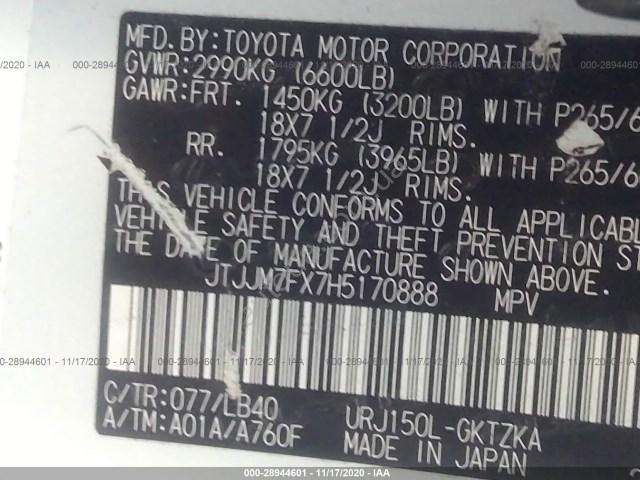 MFD.BY:TOYOTA MOTOR CORPORATION
GVWR:2990KG (6600LB)
GAWR:FRT. 1450KG (3200LB) WITH P265/6
18X7 1/2J RIMS.
RR. 1795KG (3965LB) WITH P265/6
18X7 1/2J RIMS.
THIS VEHICLE CONFORMS TO ALL APPLICABL
VEHICLE SAFETY AND THEFT PREVENTION ST
THE DATE OF MANUFACTURE SHOWN ABOVE.
JTJJM7FX7H5170888 MPV
C/TR:077/LB40
A/TM:A01A/A760F
URJ150L-GKTZKA
MADE IN JAPAN
000-28944601 - 11/17/2020 - IAA